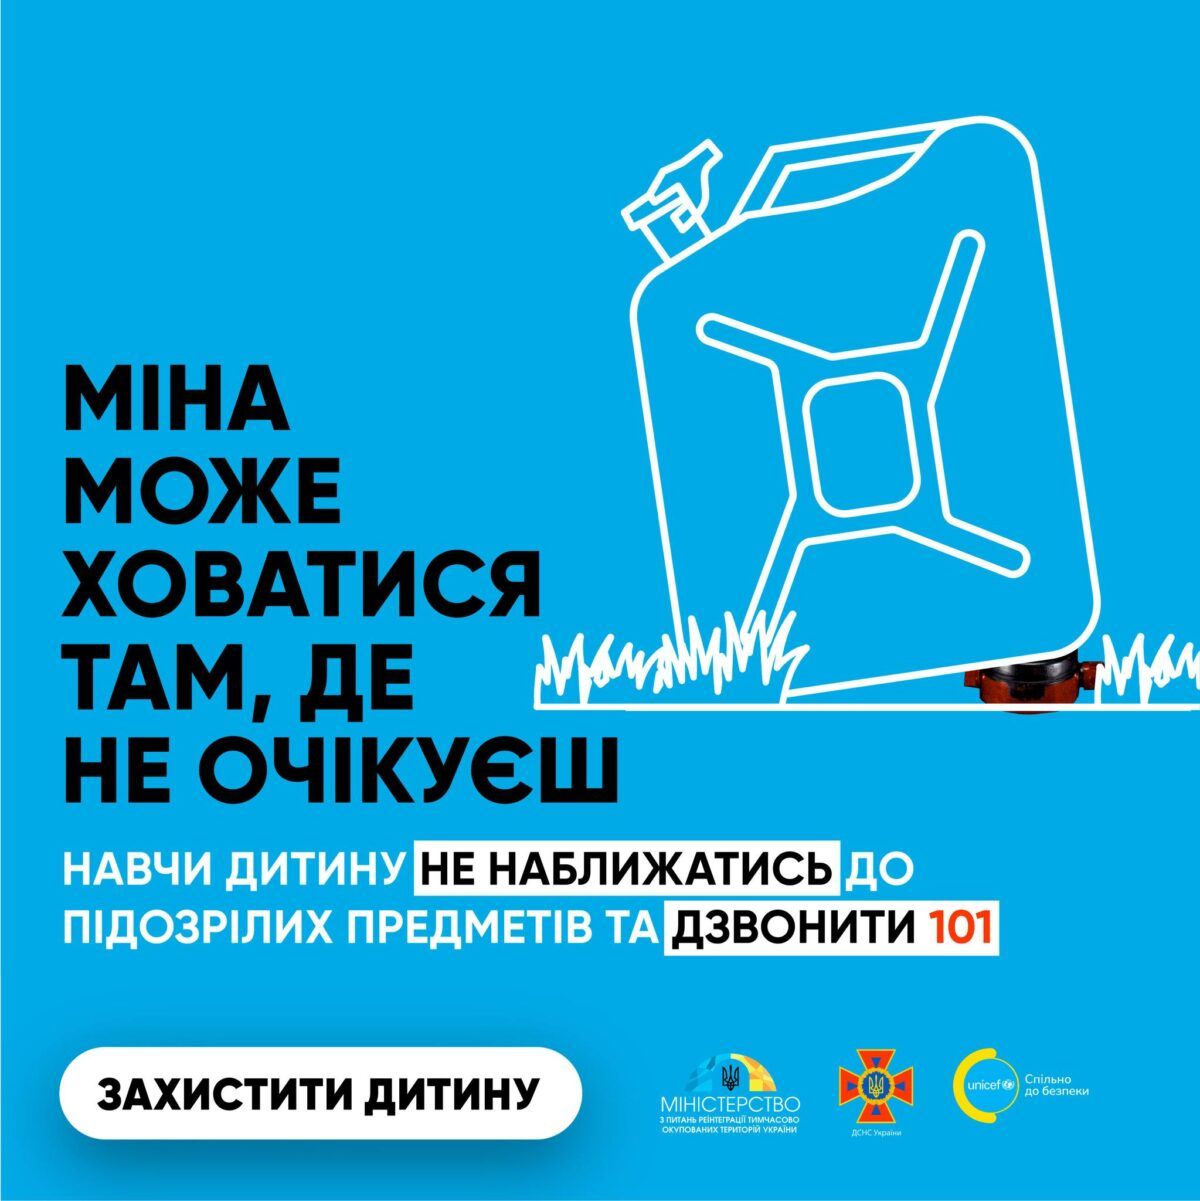 МІНА
МОЖЕ
ХОВАТИСЯ
ТАМ, ДЕ
НЕ ОЧІКУЄШ
НАВЧИ ДИТИНУ НЕ НАБЛИЖАТИСЬ ДО
ПІДОЗРІЛИХ ПРЕДМЕТІВ ТА ДЗВОНИТИ 101
ЗАХИСТИТИ ДИТИНУ
МІНІСТЕРСТВО
З ПИТАНЬ РЕІНТЕГРАЦІЇ ТИМЧАСОВО
ОКУПОВАНИХ ТЕРИТОРІЙ УКРАЇНИ
ДСНС України
unicef
Спільно
до безпеки